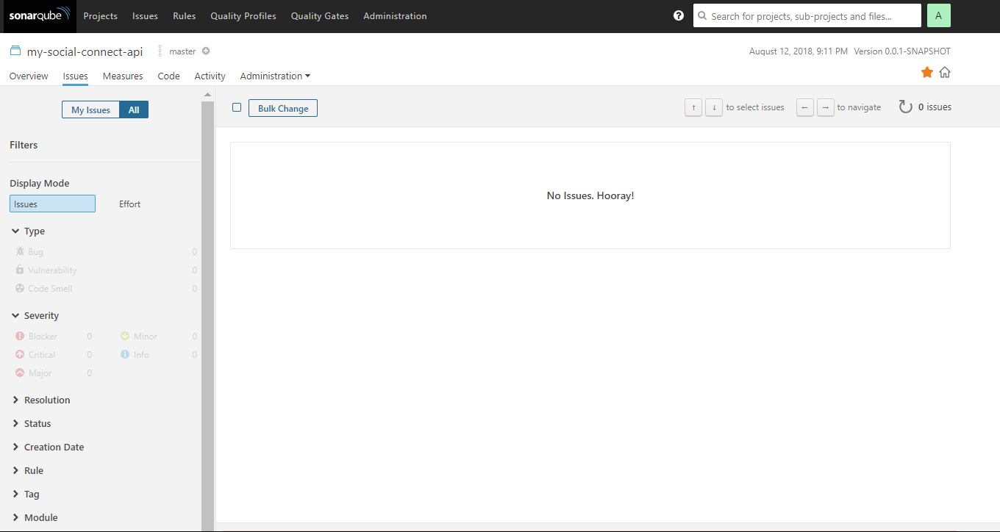 sonarqube Projects Issues Rules Quality Profiles Quality Gates Administration ? Search for projects, sub-projects and files... A
my-social-connect-api master August 12, 2018, 9:11 PM Version 0.0.1-SNAPSHOT
Overview Issues Measures Code Activity Administration
My Issues All
Bulk Change ↑ ↓ to select issues ← → to navigate 0 issues
Filters
Display Mode
Issues Effort
Type
Bug 0
Vulnerability 0
Code Smell 0
Severity
Blocker 0 Minor 0
Critical 0 Info 0
Major 0
Resolution
Status
Creation Date
Rule
Tag
Module
No Issues. Hooray!